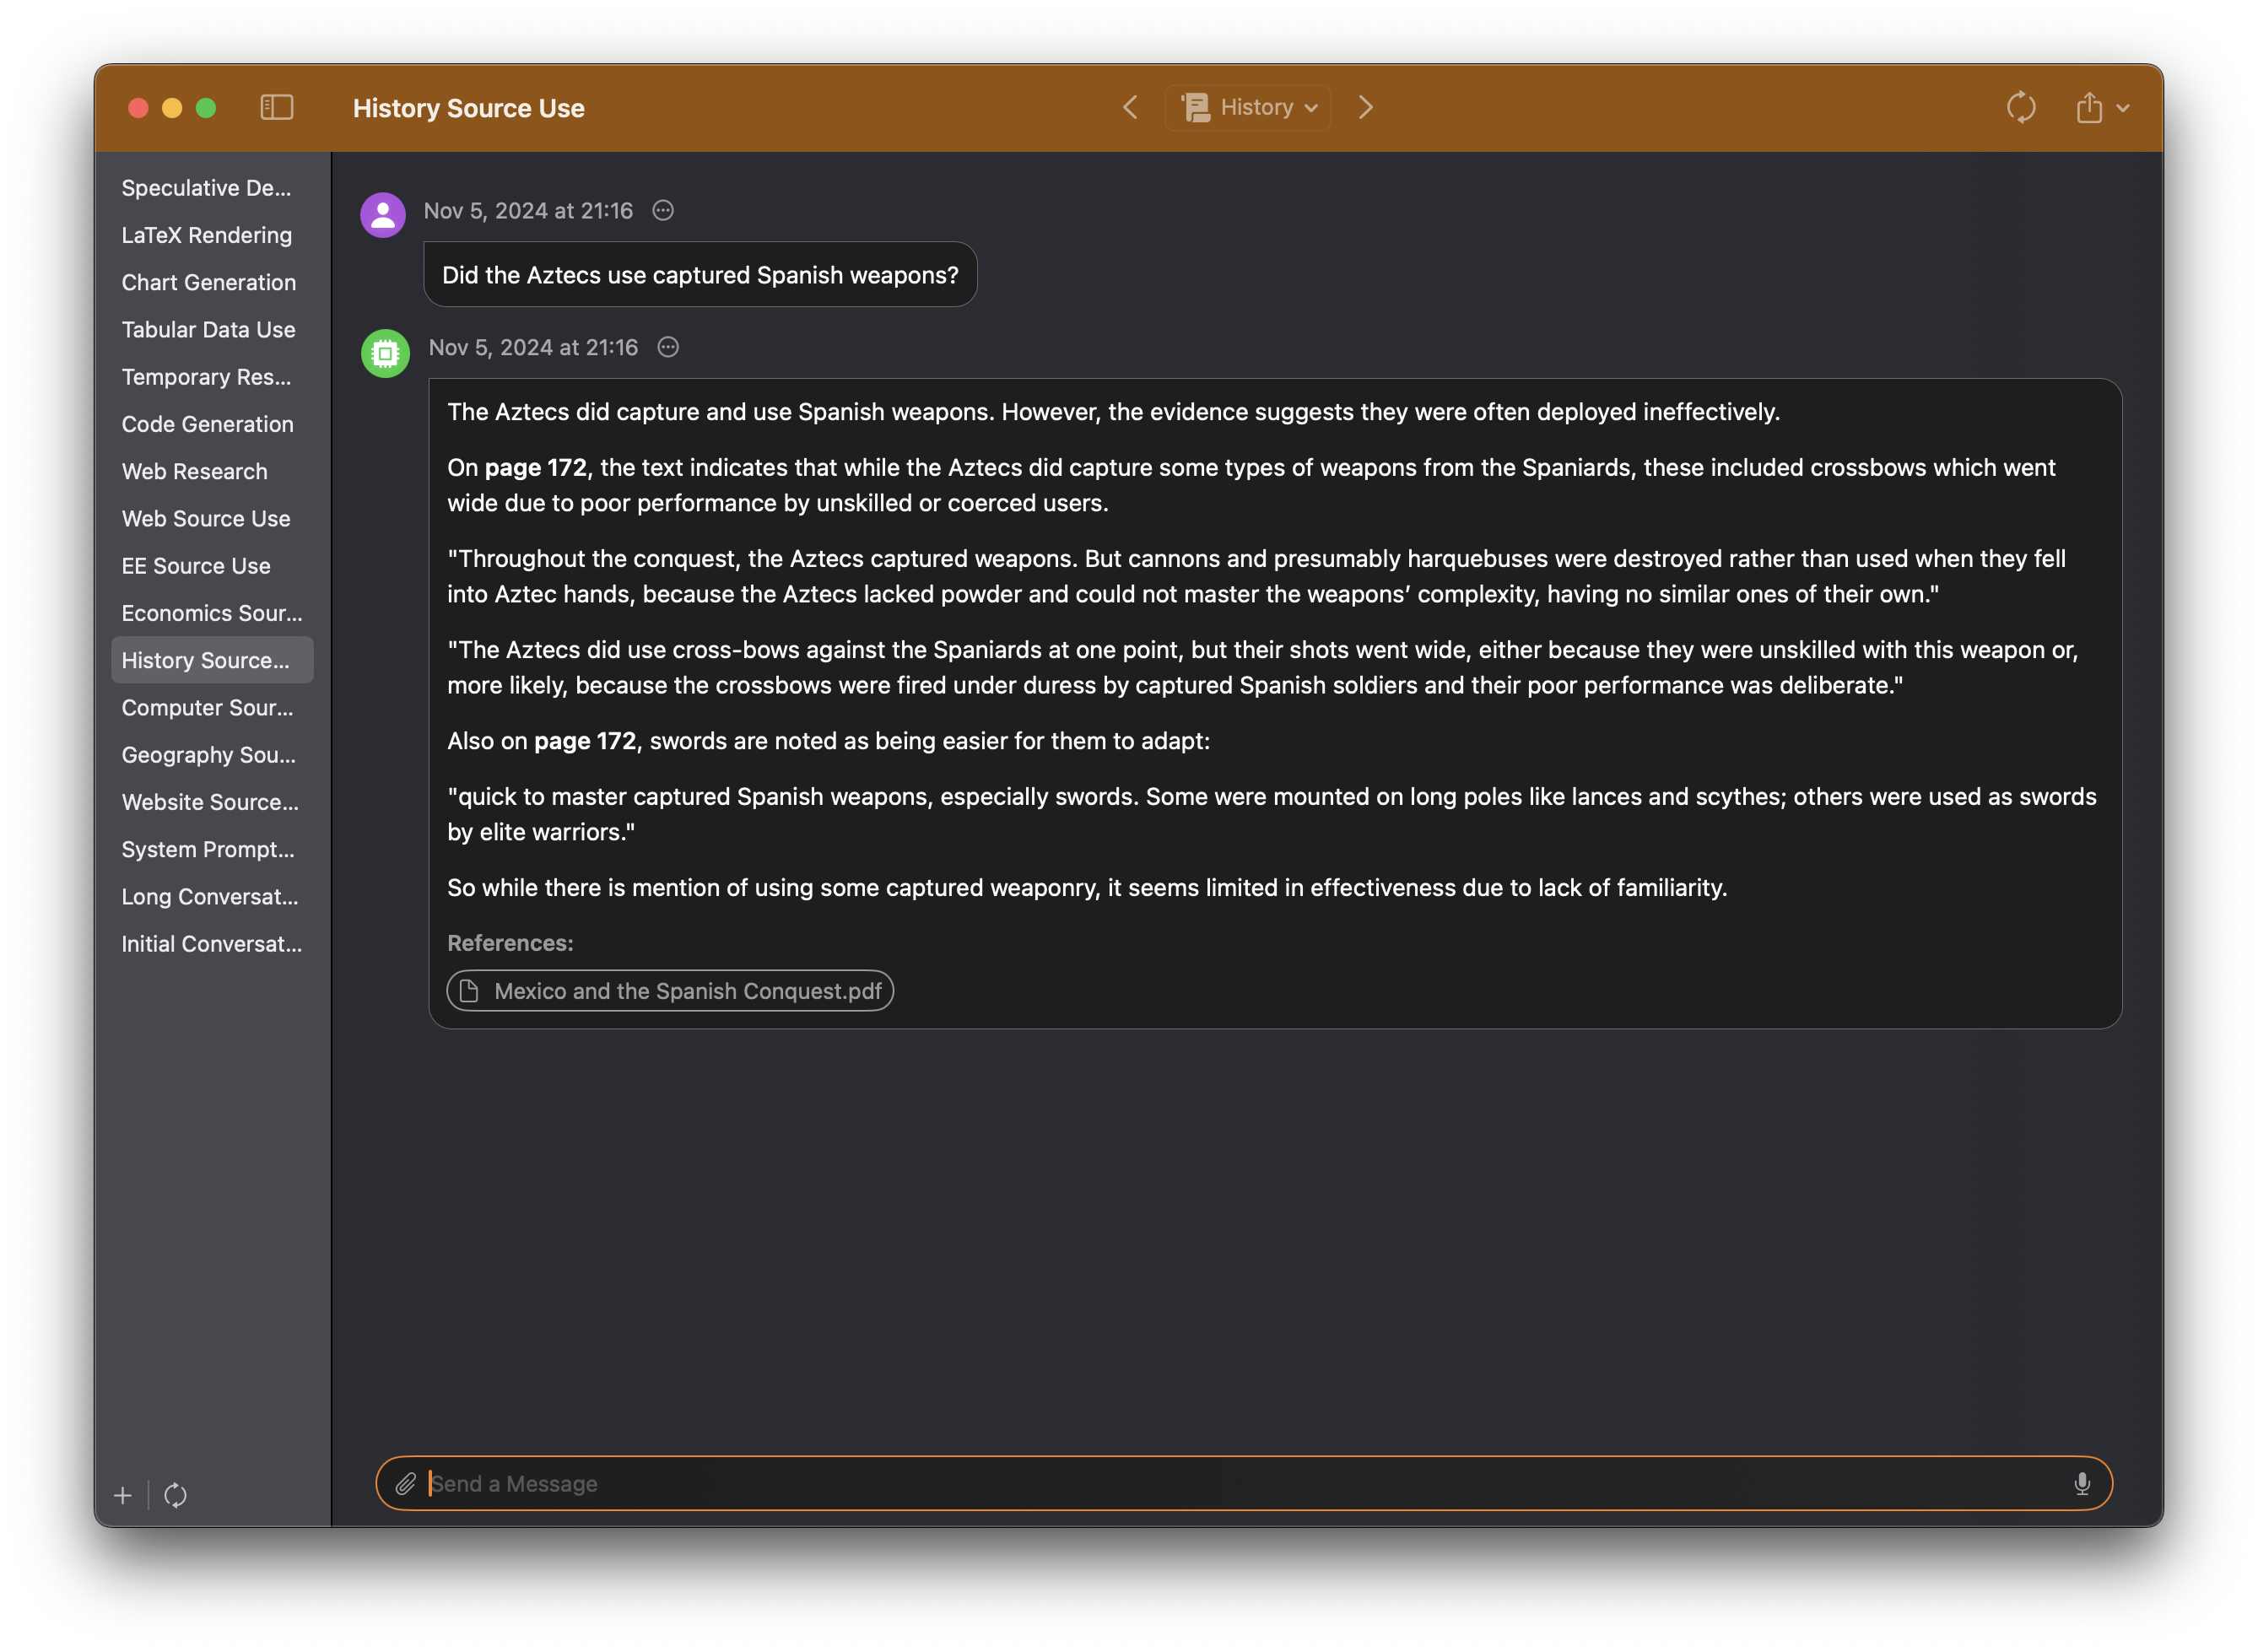 History Source Use
History
Speculative De...
LaTeX Rendering
Chart Generation
Tabular Data Use
Temporary Res...
Code Generation
Web Research
Web Source Use
EE Source Use
Economics Sour...
History Source...
Computer Sour...
Geography Sou...
Website Source...
System Prompt...
Long Conversat...
Initial Conversat...
Nov 5, 2024 at 21:16
Did the Aztecs use captured Spanish weapons?
Nov 5, 2024 at 21:16
The Aztecs did capture and use Spanish weapons. However, the evidence suggests they were often deployed ineffectively.
On page 172, the text indicates that while the Aztecs did capture some types of weapons from the Spaniards, these included crossbows which went
wide due to poor performance by unskilled or coerced users.
"Throughout the conquest, the Aztecs captured weapons. But cannons and presumably harquebuses were destroyed rather than used when they fell
into Aztec hands, because the Aztecs lacked powder and could not master the weapons’ complexity, having no similar ones of their own."
"The Aztecs did use cross-bows against the Spaniards at one point, but their shots went wide, either because they were unskilled with this weapon or,
more likely, because the crossbows were fired under duress by captured Spanish soldiers and their poor performance was deliberate."
Also on page 172, swords are noted as being easier for them to adapt:
"quick to master captured Spanish weapons, especially swords. Some were mounted on long poles like lances and scythes; others were used as swords
by elite warriors."
So while there is mention of using some captured weaponry, it seems limited in effectiveness due to lack of familiarity.
References:
Mexico and the Spanish Conquest.pdf
Send a Message